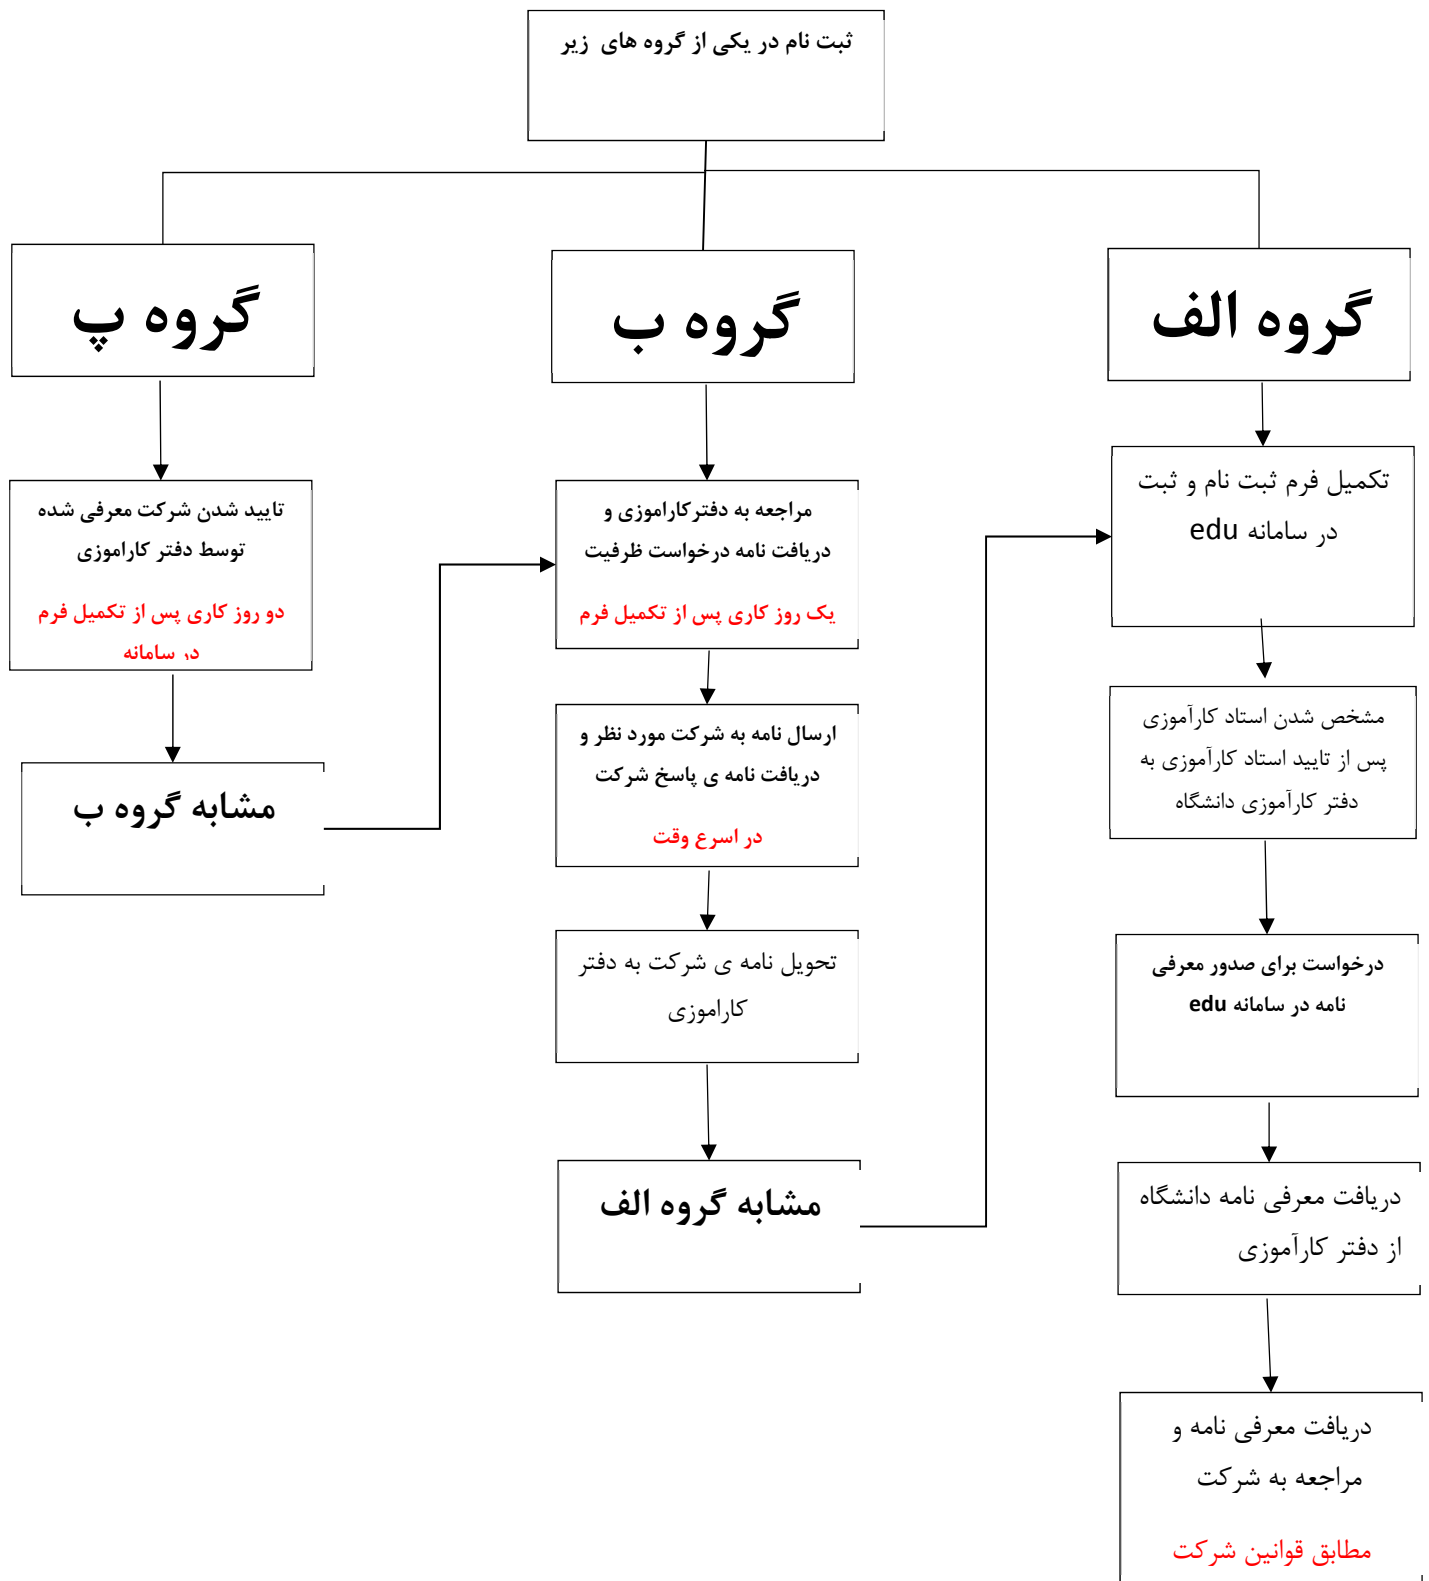 ثبت نام در یکی از گروه های زیر
گروه الف
گروه ب
گروه پ
تکمیل فرم ثبت نام و ثبت
در سامانه edu
مشخص شدن استاد کارآموزی
پس از تایید استاد کارآموزی به
دفتر کارآموزی دانشگاه
درخواست برای صدور معرفی
نامه در سامانه edu
دریافت معرفی نامه دانشگاه
از دفتر کارآموزی
دریافت معرفی نامه و
مراجعه به شرکت
مطابق قوانین شرکت
مراجعه به دفترکاراموزی و
دریافت نامه درخواست ظرفیت
یک روز کاری پس از تکمیل فرم
ارسال نامه به شرکت مورد نظر و
دریافت نامه ی پاسخ شرکت
در اسرع وقت
تحویل نامه ی شرکت به دفتر
کاراموزی
مشابه گروه الف
تایید شدن شرکت معرفی شده
توسط دفتر کاراموزی
دو روز کاری پس از تکمیل فرم
در سامانه
مشابه گروه ب